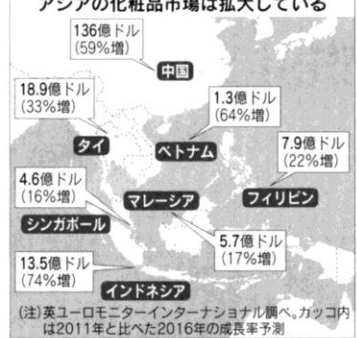 アジアの化粧品市場は拡大している
136億ドル
(59%増)
中国
18.9億ドル
(33%増)
タイ
1.3億ドル
(64%増)
ベトナム
7.9億ドル
(22%増)
フィリピン
4.6億ドル
(16%増)
シンガポール
マレーシア
5.7億ドル
(17%増)
13.5億ドル
(74%増)
インドネシア
(注)英ユーロモニターインターナショナル調べ。カッコ内
は2011年と比べた2016年の成長率予測